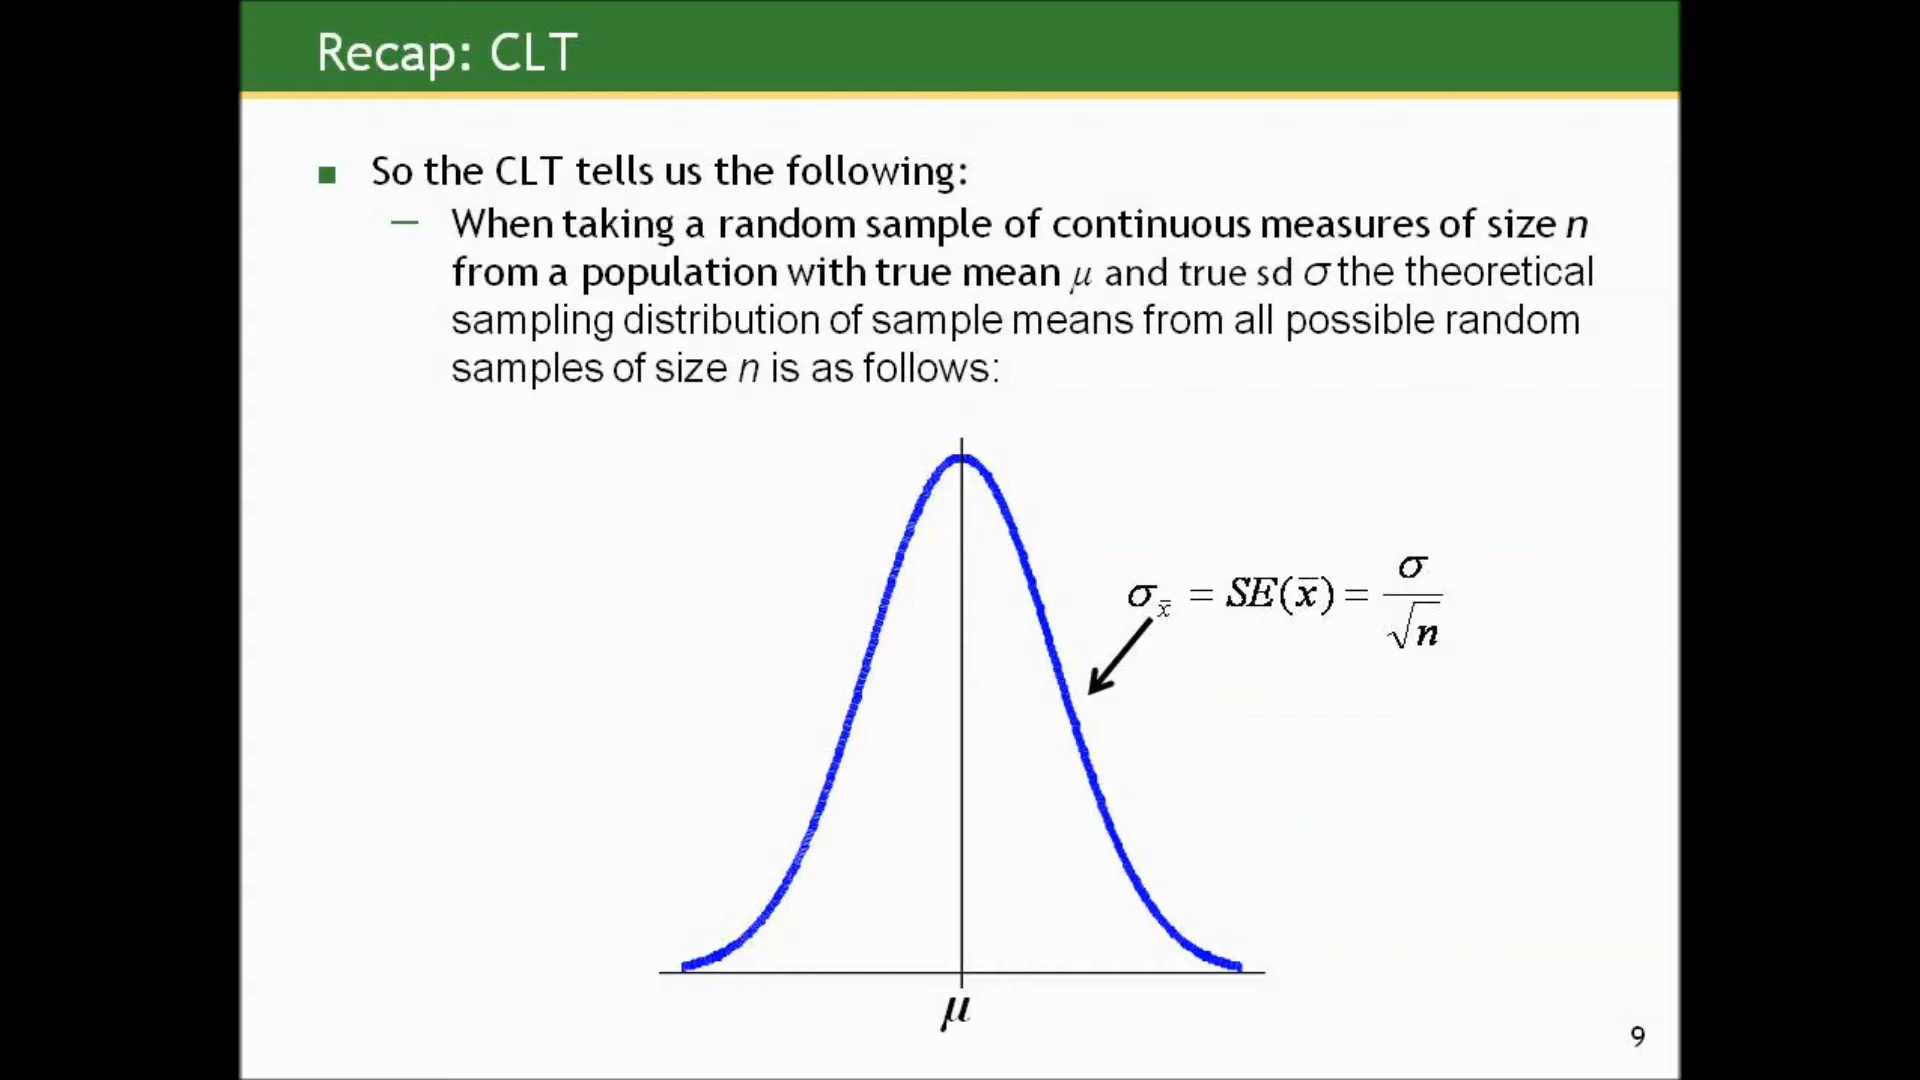 Recap: CLT
So the CLT tells us the following:
— When taking a random sample of continuous measures of size n
from a population with true mean μ and true sd σ the theoretical
sampling distribution of sample means from all possible random
samples of size n is as follows:
σx̄ = SE(x̄) = σ/√n
μ
9